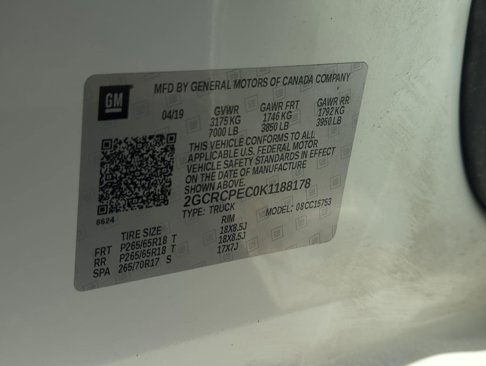 GM
MFD BY GENERAL MOTORS OF CANADA COMPANY
04/19
GVWR GAWR FRT GAWR RR
3175 KG 1746 KG 1792 KG
7000 LB 3850 LB 3950 LB
THIS VEHICLE CONFORMS TO ALL
APPLICABLE U.S. FEDERAL MOTOR
VEHICLE SAFETY STANDARDS IN EFFECT
ON THE DATE OF MANUFACTURE
SHOWN ABOVE.
2GCRCPEC0K1188178
TYPE: TRUCK MODEL: 08CC15753
8624
TIRE SIZE RIM
FRT P265/65R18 T 18X8.5J
RR P265/65R18 T 18X8.5J
SPA 265/70R17 S 17X7J